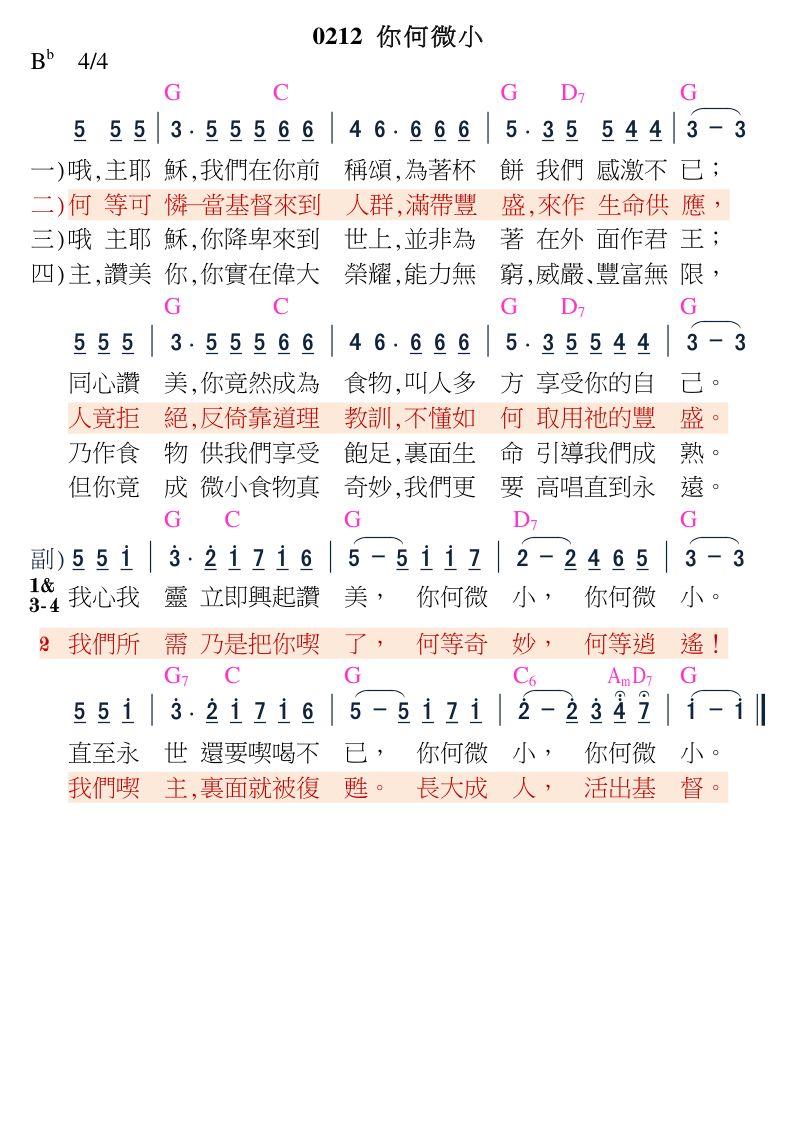 0212 你何微小
B♭ 4/4
G C G D7 G
5 5 5 | 3 · 5 5 5 6 6 | 4 6 · 6 6 6 | 5 · 3 5 5 4 4 | 3 － 3
一)哦,主耶 穌,我們在你前 稱頌,為著杯 餅 我們 感激不 已；
二)何 等可 憐─當基督來到 人群,滿帶豐 盛,來作 生命供 應，
三)哦 主耶 穌,你降卑來到 世上,並非為 著 在外 面作君 王；
四)主,讚美 你,你實在偉大 榮耀,能力無 窮,威嚴、豐富無 限，
G C G D7 G
5 5 5 | 3 · 5 5 5 6 6 | 4 6 · 6 6 6 | 5 · 3 5 5 4 4 | 3 － 3
同心讚 美,你竟然成為 食物,叫人多 方 享受你的自 己。
人竟拒 絕,反倚靠道理 教訓,不懂如 何 取用祂的豐 盛。
乃作食 物 供我們享受 飽足,裏面生 命 引導我們成 熟。
但你竟 成 微小食物真 奇妙,我們更 要 高唱直到永 遠。
G C G D7 G
副) 5 5 i | 3̇ · 2̇ i 7 i 6 | 5 － 5 i i 7 | 2 － 2 4 6 5 | 3 － 3
1&3-4 我心我 靈 立即興起讚 美， 你何微 小， 你何微 小。
2 我們所 需 乃是把你喫 了， 何等奇 妙， 何等逍 遙！
G7 C G C6 Am D7 G
5 5 i | 3̇ · 2̇ i 7 i 6 | 5 － 5 i 7 i | 2̇ － 2̇ 3̇ 4̇ 7̇ | i － i ‖
直至永 世 還要喫喝不 已， 你何微 小， 你何微 小。
我們喫 主,裏面就被復 甦。 長大成 人， 活出基 督。